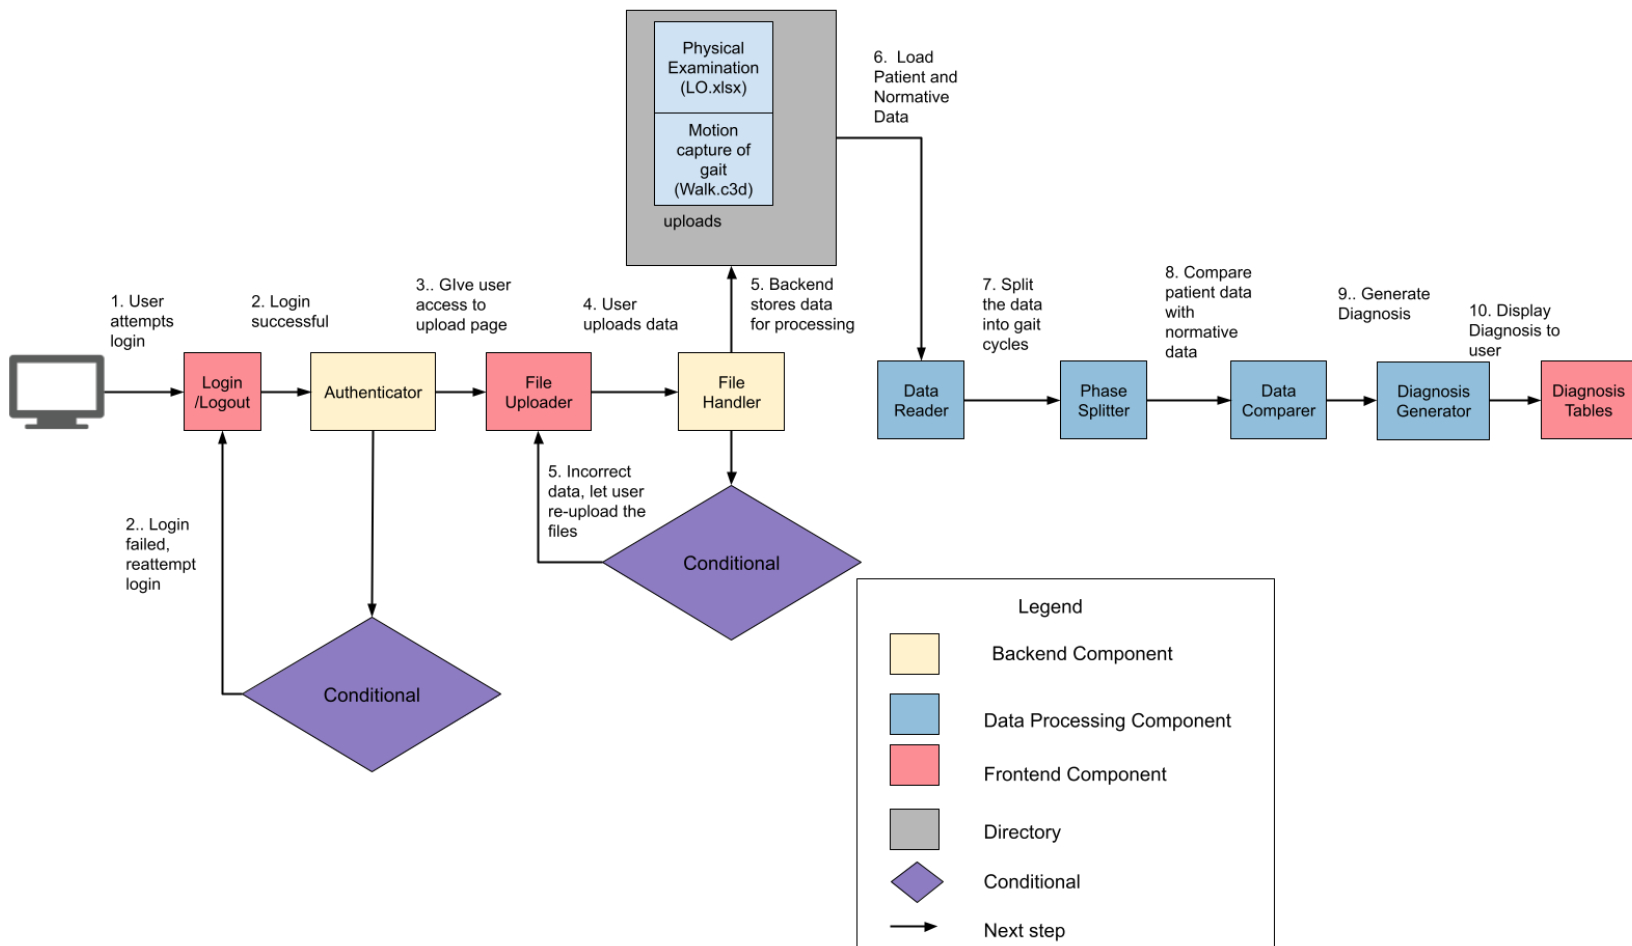 Physical
Examination
(LO.xlsx)
Motion
capture of
gait
(Walk.c3d)
uploads
6.  Load
Patient and
Normative
Data
1. User
attempts
login
2. Login
successful
3.. GIve user
access to
upload page
4. User
uploads data
5. Backend
stores data
for processing
7. Split
the data
into gait
cycles
8. Compare
patient data
with
normative
data
9.. Generate
Diagnosis
10. Display
Diagnosis to
user
Login
/Logout
Authenticator
File
Uploader
File
Handler
Data
Reader
Phase
Splitter
Data
Comparer
Diagnosis
Generator
Diagnosis
Tables
2.. Login
failed,
reattempt
login
5. Incorrect
data, let user
re-upload the
files
Conditional
Conditional
Legend
Backend Component
Data Processing Component
Frontend Component
Directory
Conditional
Next step